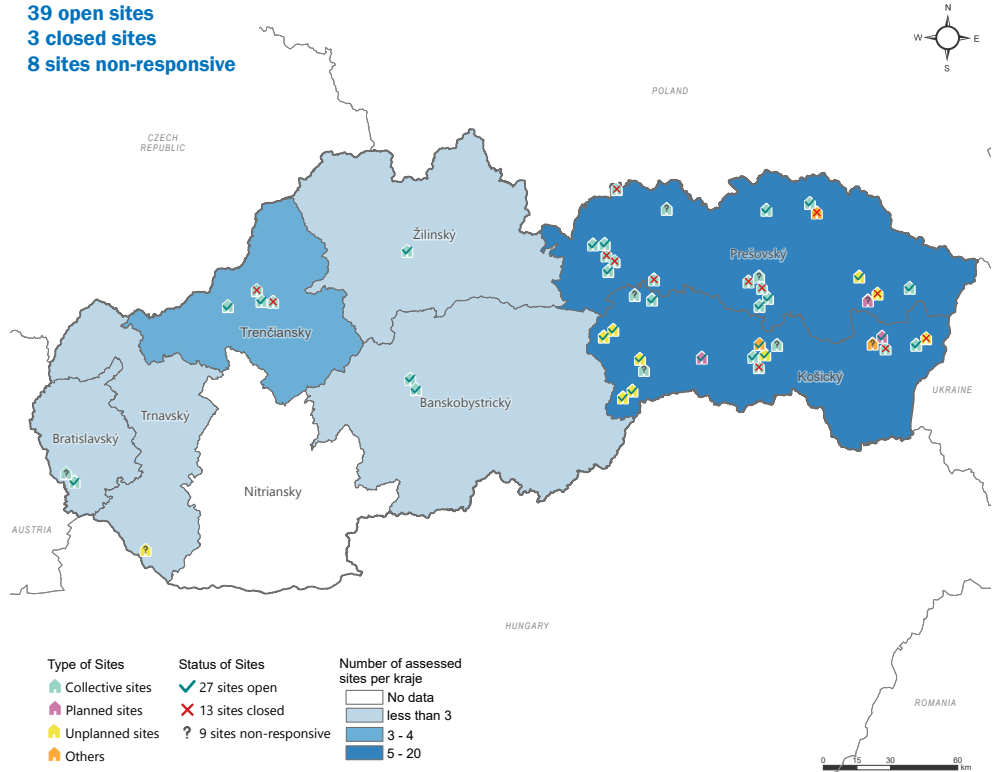 39 open sites
3 closed sites
8 sites non-responsive
N
W E
S
POLAND
CZECH
REPUBLIC
Žilinský
Prešovský
Trenčiansky
Košický
UKRAINE
Banskobystrický
Trnavský
Bratislavský
Nitriansky
AUSTRIA
HUNGARY
ROMANIA
Type of Sites
Collective sites
Planned sites
Unplanned sites
Others
Status of Sites
27 sites open
13 sites closed
? 9 sites non-responsive
Number of assessed
sites per kraje
No data
less than 3
3 - 4
5 - 20
0 15 30 60
km